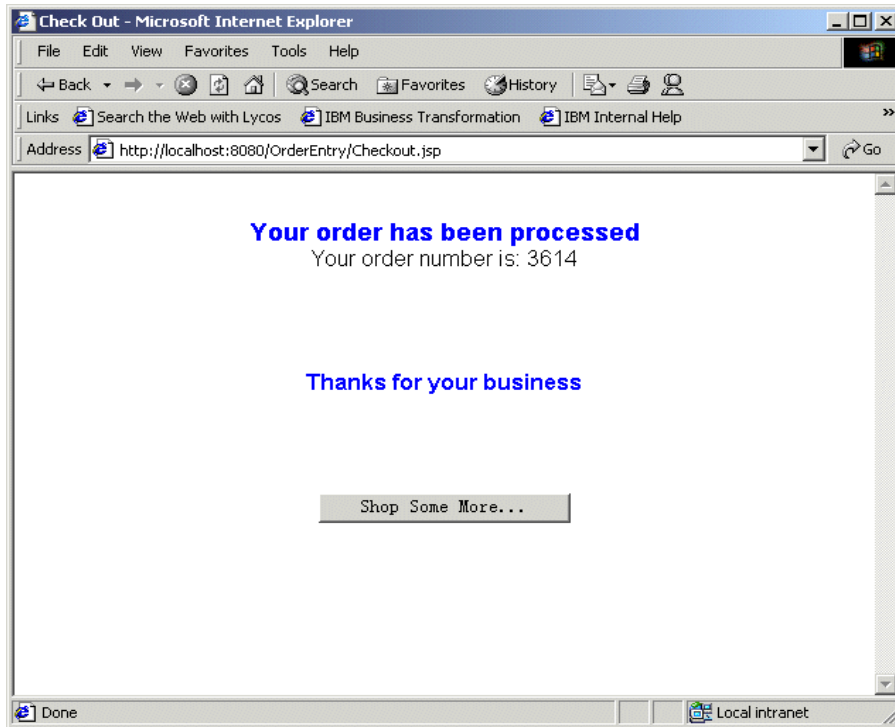 Check Out - Microsoft Internet Explorer
File Edit View Favorites Tools Help
Back Search Favorites History
Links Search the Web with Lycos IBM Business Transformation IBM Internal Help »
Address http://localhost:8080/OrderEntry/Checkout.jsp Go
Your order has been processed
Your order number is: 3614
Thanks for your business
Shop Some More...
Done Local intranet